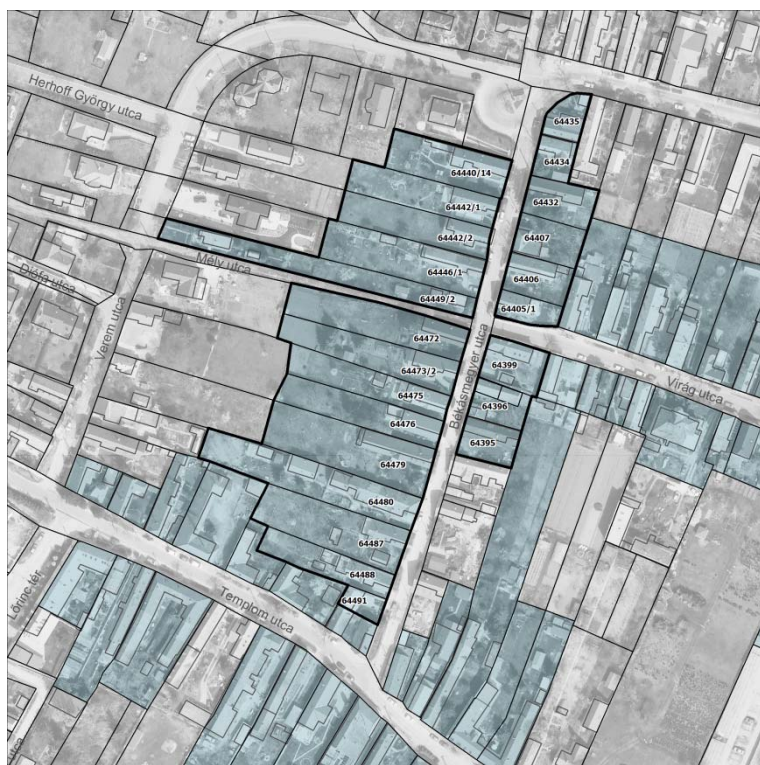 Herhoff György utca
64435
64434
64440/14
64432
64442/1
64407
64442/2
64446/1
64406
Mély utca
64449/2
64405/1
Diófa utca
Verem utca
64472
Békásmegyer utca
64399
64473/2
Virág utca
64475
64396
64476
64395
64479
64480
64487
64488
64491
Templom utca
Lőrinc tér
utca